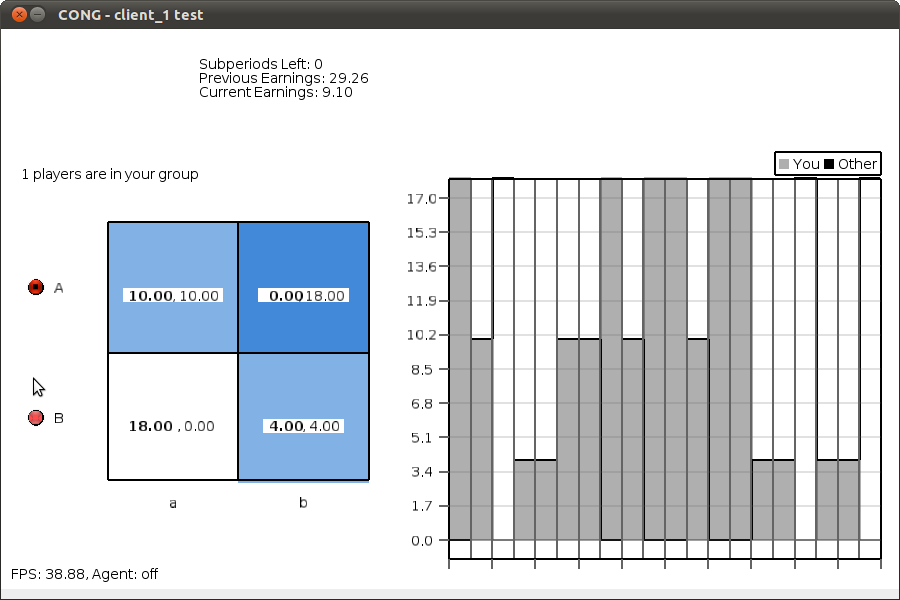 CONG - client_1 test
Subperiods Left: 0
Previous Earnings: 29.26
Current Earnings: 9.10
1 players are in your group
You Other
17.0
15.3
13.6
11.9
10.2
8.5
6.8
5.1
3.4
1.7
0.0
A
10.00, 10.00
0.00 18.00
B
18.00 , 0.00
4.00, 4.00
a b
FPS: 38.88, Agent: off